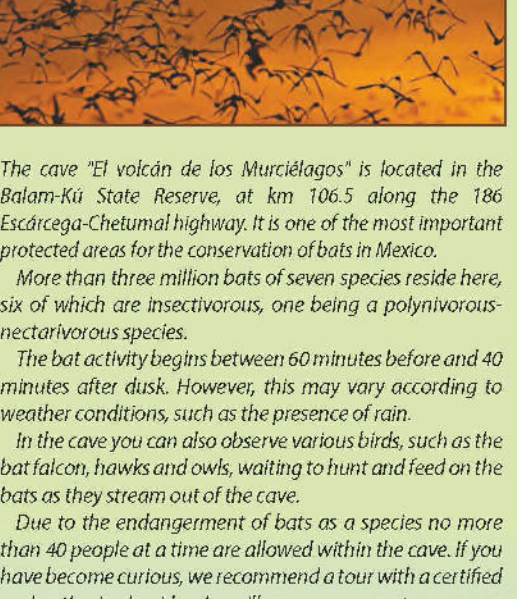 The cave "El volcán de los Murciélagos" is located in the
Balam-Kú State Reserve, at km 106.5 along the 186
Escárcega-Chetumal highway. It is one of the most important
protected areas for the conservation of bats in Mexico.
More than three million bats of seven species reside here,
six of which are insectivorous, one being a polynivorous-
nectarivorous species.
The bat activity begins between 60 minutes before and 40
minutes after dusk. However, this may vary according to
weather conditions, such as the presence of rain.
In the cave you can also observe various birds, such as the
bat falcon, hawks and owls, waiting to hunt and feed on the
bats as they stream out of the cave.
Due to the endangerment of bats as a species no more
than 40 people at a time are allowed within the cave. If you
have become curious, we recommend a tour with a certified